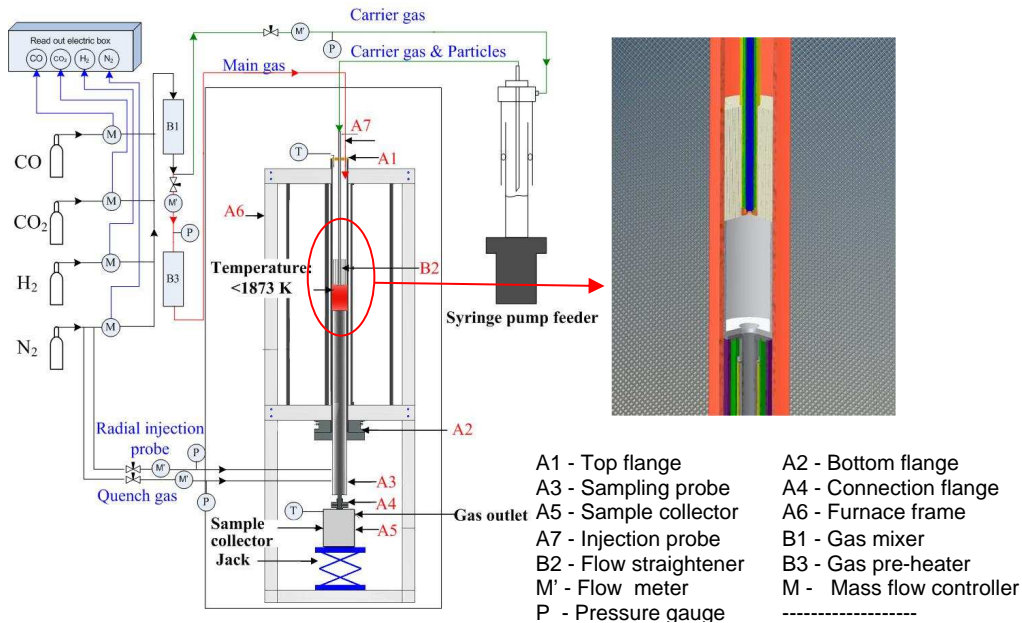 Read out electric box
CO CO₂ H₂ N₂
Carrier gas
M'
P
Carrier gas & Particles
Main gas
B1
M
CO
M'
P
M
CO₂
B3
M
H₂
M
N₂
A7
T
A1
A6
Temperature:
<1873 K
B2
Syringe pump feeder
Radial injection
probe
P
M'
M'
Quench gas
P
A2
A3
A4
T
Gas outlet
Sample
collector
A5
Jack
A1 - Top flange
A2 - Bottom flange
A3 - Sampling probe
A4 - Connection flange
A5 - Sample collector
A6 - Furnace frame
A7 - Injection probe
B1 - Gas mixer
B2 - Flow straightener
B3 - Gas pre-heater
M' - Flow meter
M - Mass flow controller
P - Pressure gauge
-------------------